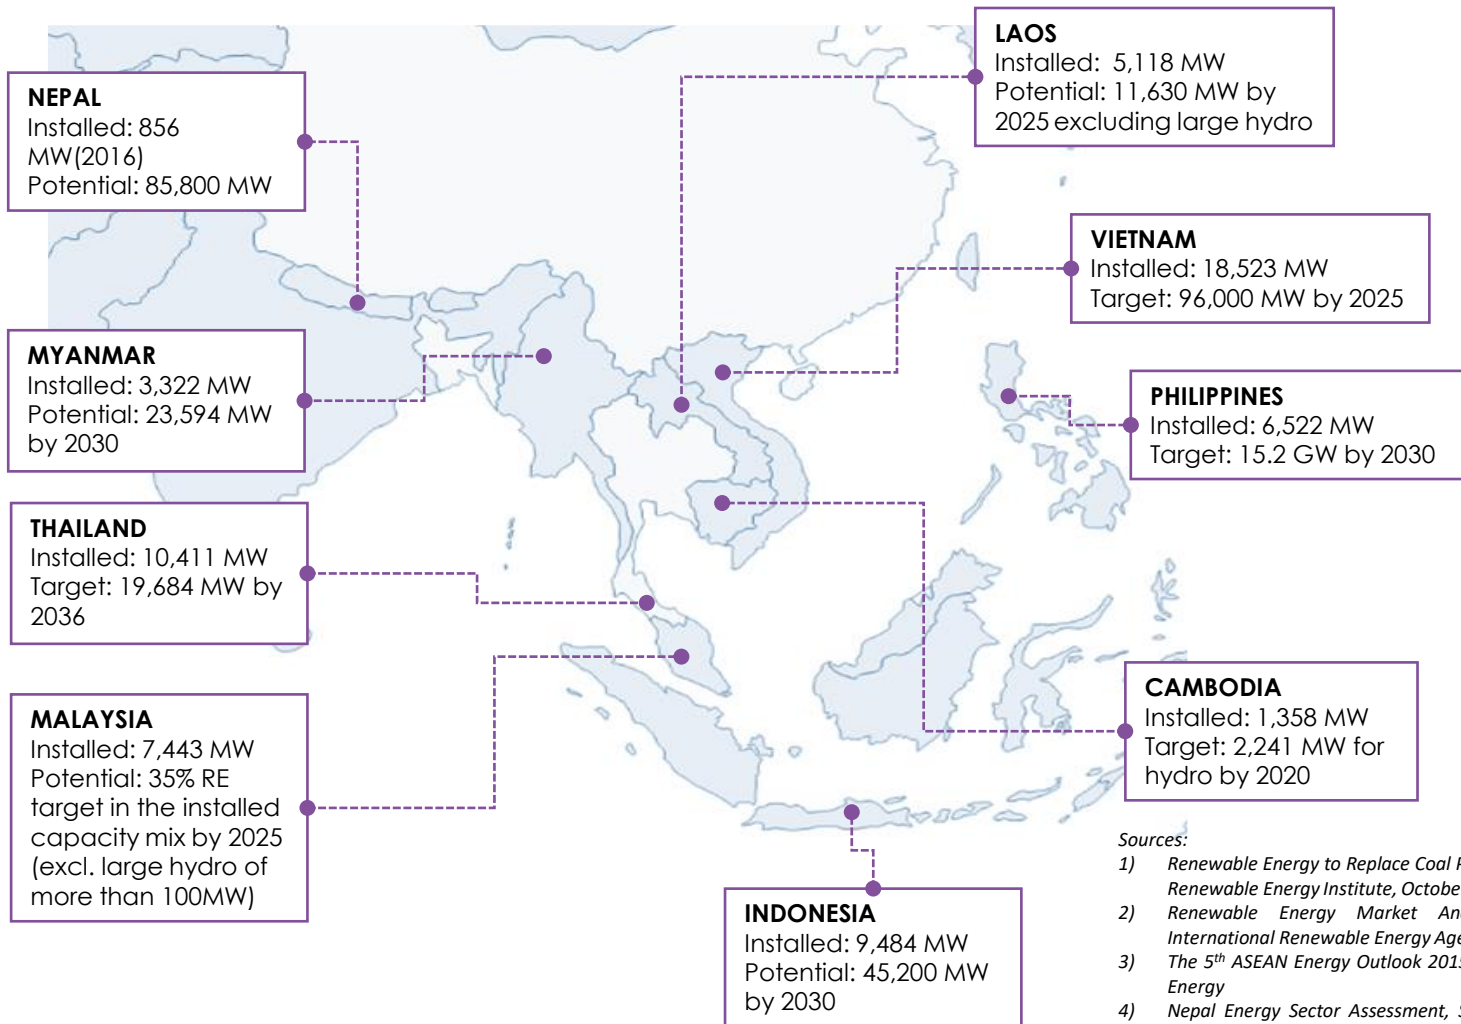 LAOS
Installed: 5,118 MW
Potential: 11,630 MW by
2025 excluding large hydro
NEPAL
Installed: 856
MW(2016)
Potential: 85,800 MW
VIETNAM
Installed: 18,523 MW
Target: 96,000 MW by 2025
MYANMAR
Installed: 3,322 MW
Potential: 23,594 MW
by 2030
PHILIPPINES
Installed: 6,522 MW
Target: 15.2 GW by 2030
THAILAND
Installed: 10,411 MW
Target: 19,684 MW by
2036
MALAYSIA
Installed: 7,443 MW
Potential: 35% RE
target in the installed
capacity mix by 2025
(excl. large hydro of
more than 100MW)
CAMBODIA
Installed: 1,358 MW
Target: 2,241 MW for
hydro by 2020
INDONESIA
Installed: 9,484 MW
Potential: 45,200 MW
by 2030
Sources:
1) Renewable Energy to Replace Coal
Renewable Energy Institute,
2) Renewable Energy Market
International Renewable Energy
3) The 5th ASEAN Energy Outlook
Energy
4) Nepal Energy Sector Assessment,